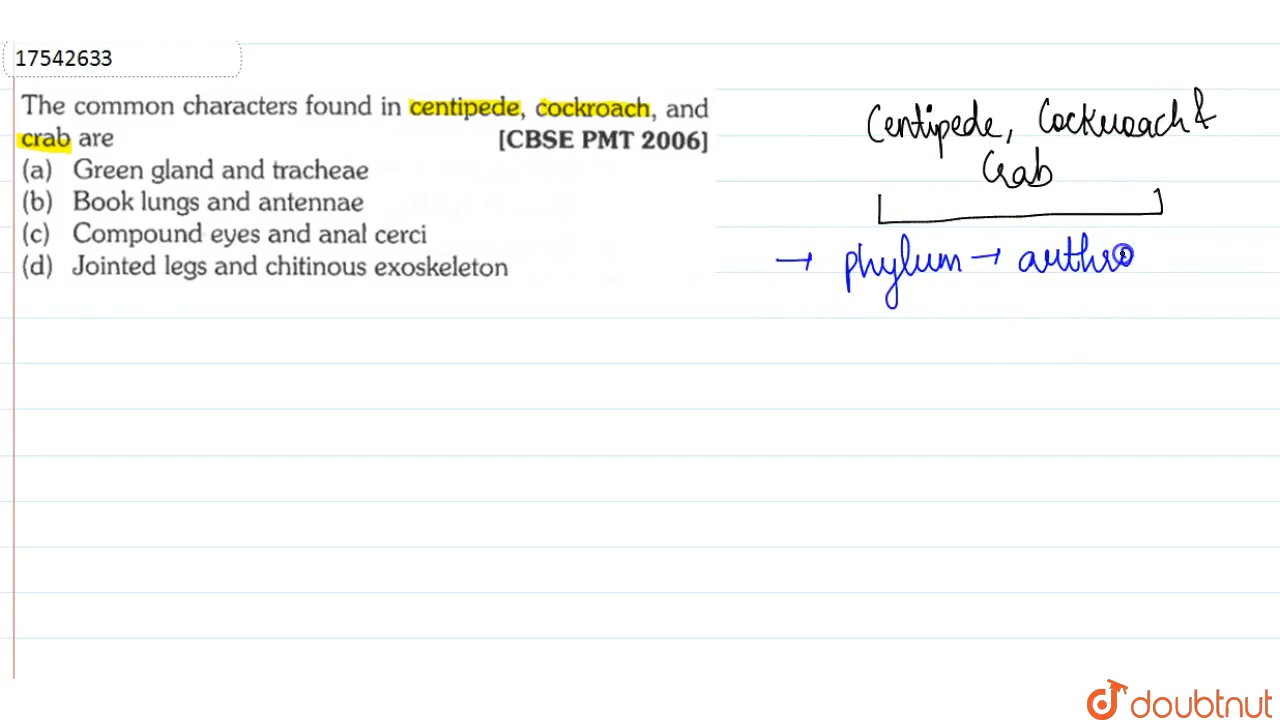 17542633
The common characters found in centipede, cockroach, and
crab are [CBSE PMT 2006]
(a) Green gland and tracheae
(b) Book lungs and antennae
(c) Compound eyes and anal cerci
(d) Jointed legs and chitinous exoskeleton
Centipede, Cockroach &
Crab
→ phylum → arthro
doubtnut